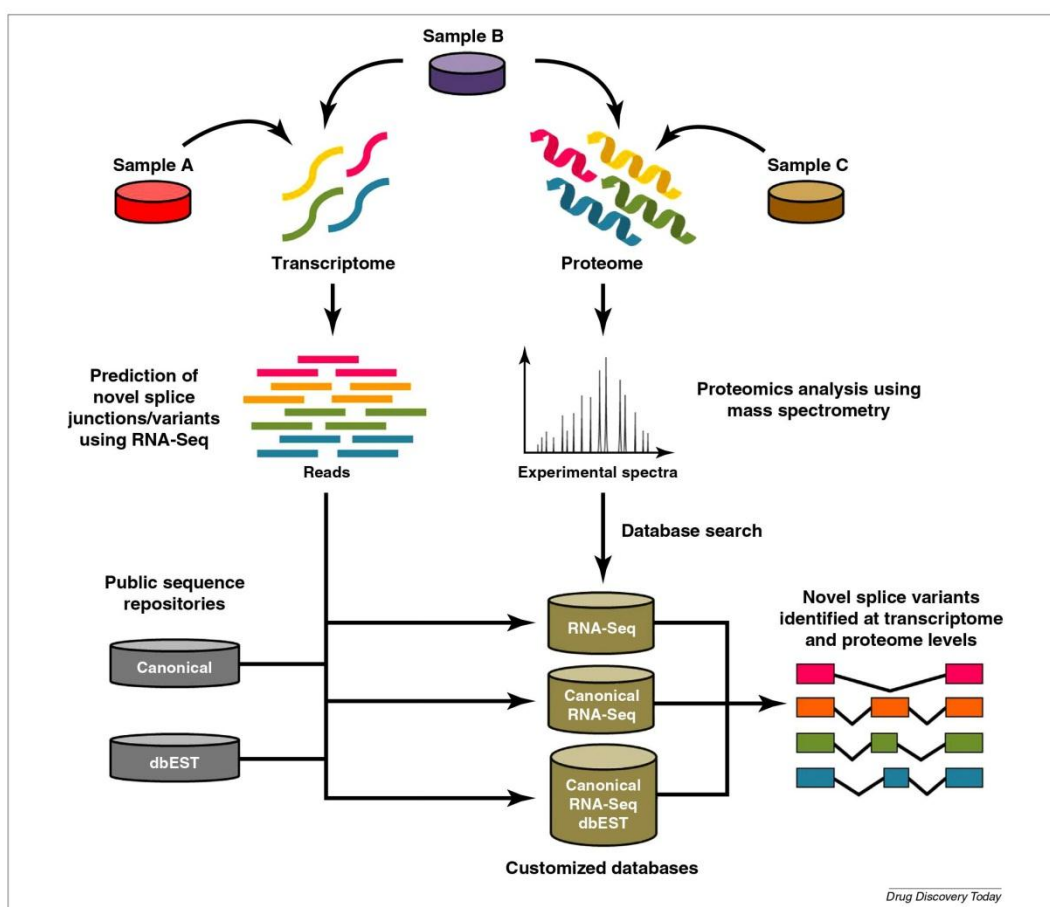 Sample B
Sample A
Sample C
Transcriptome
Proteome
Prediction of
novel splice
junctions/variants
using RNA-Seq
Reads
Proteomics analysis using
mass spectrometry
Experimental spectra
Database search
Public sequence
repositories
Canonical
dbEST
RNA-Seq
Canonical
RNA-Seq
Canonical
RNA-Seq
dbEST
Customized databases
Novel splice variants
identified at transcriptome
and proteome levels
Drug Discovery Today